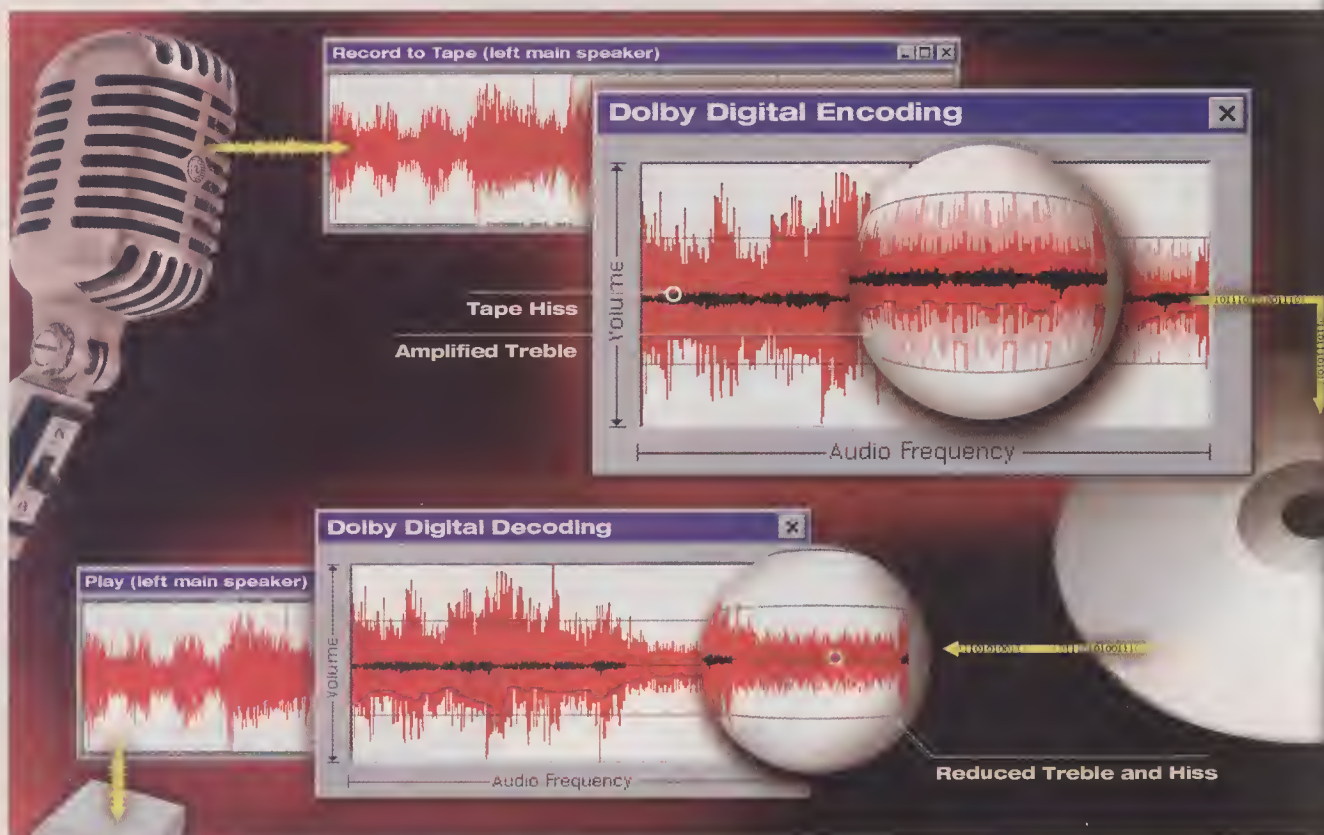 Record to Tape (left main speaker)
Dolby Digital Encoding
Volume
Tape Hiss
Amplified Treble
Audio Frequency
Dolby Digital Decoding
Play (left main speaker)
Volume
Audio Frequency
Reduced Treble and Hiss